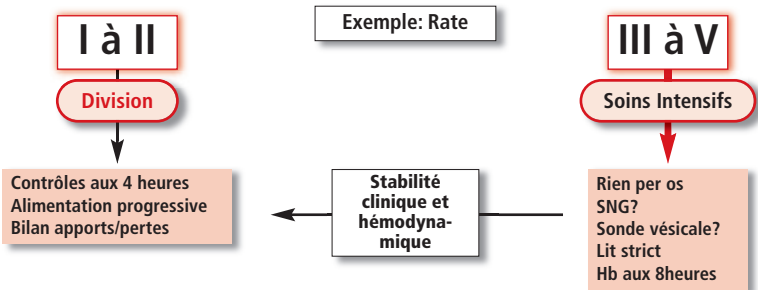 Exemple: Rate
I à II
Division
Contrôles aux 4 heures
Alimentation progressive
Bilan apports/pertes
Stabilité
clinique et
hémodyna-
mique
III à V
Soins Intensifs
Rien per os
SNG?
Sonde vésicale?
Lit strict
Hb aux 8heures